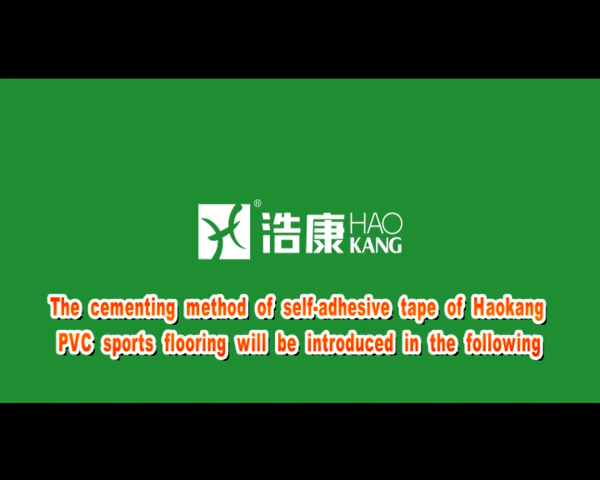 ® 浩康 HAO
KANG
The cementing method of self-adhesive tape of Haokang
PVC sports flooring will be introduced in the following